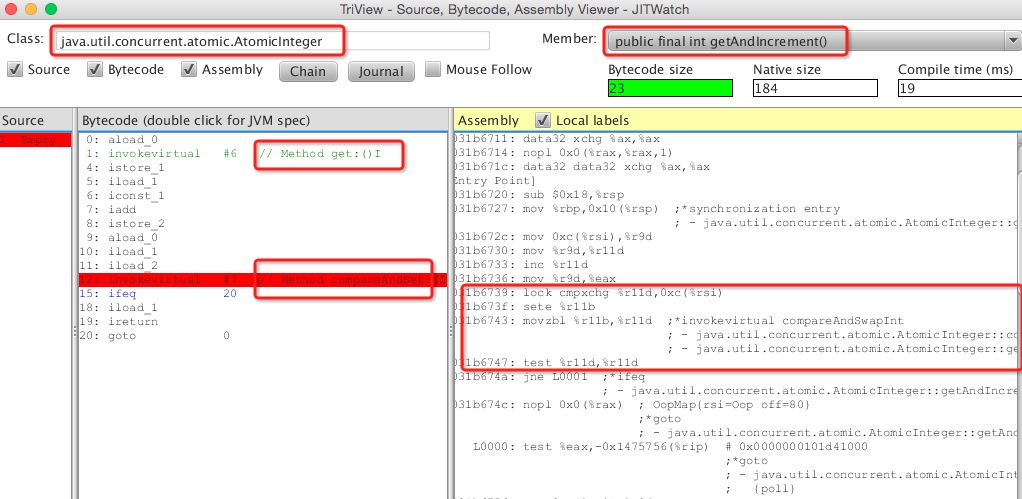 TriView - Source, Bytecode, Assembly Viewer - JITWatch
Class: java.util.concurrent.atomic.AtomicInteger Member: public final int getAndIncrement()
Source Bytecode Assembly Chain Journal Mouse Follow Bytecode size Native size Compile time (ms)
23 184 19
Source Bytecode (double click for JVM spec) Assembly Local labels
1: Empty
0: aload_0
1: invokevirtual #6 // Method get:()I
4: istore_1
5: iload_1
6: iconst_1
7: iadd
8: istore_2
9: aload_0
10: iload_1
11: iload_2
12: invokevirtual #7 // Method compareAndSet:(I
15: ifeq 20
18: iload_1
19: ireturn
20: goto 0
031b6711: data32 xchg %ax,%ax
031b6714: nopl 0x0(%rax,%rax,1)
031b671c: data32 data32 xchg %ax,%ax
Entry Point]
031b6720: sub $0x18,%rsp
031b6727: mov %rbp,0x10(%rsp) ;*synchronization entry
; - java.util.concurrent.atomic.AtomicInteger::g
031b672c: mov 0xc(%rsi),%r9d
031b6730: mov %r9d,%r11d
031b6733: inc %r11d
031b6736: mov %r9d,%eax
031b6739: lock cmpxchg %r11d,0xc(%rsi)
031b673f: sete %r11b
031b6743: movzbl %r11b,%r11d ;*invokevirtual compareAndSwapInt
; - java.util.concurrent.atomic.AtomicInteger::co
; - java.util.concurrent.atomic.AtomicInteger::ge
031b6747: test %r11d,%r11d
031b674a: jne L0001 ;*ifeq
; - java.util.concurrent.atomic.AtomicInteger::getAndIncre
031b674c: nopl 0x0(%rax) ; OopMap{rsi=Oop off=80}
;*goto
; - java.util.concurrent.atomic.AtomicInteger::getAnd
L0000: test %eax,-0x1475756(%rip) # 0x0000000101d41000
;*goto
; - java.util.concurrent.atomic.AtomicInt
; {poll}